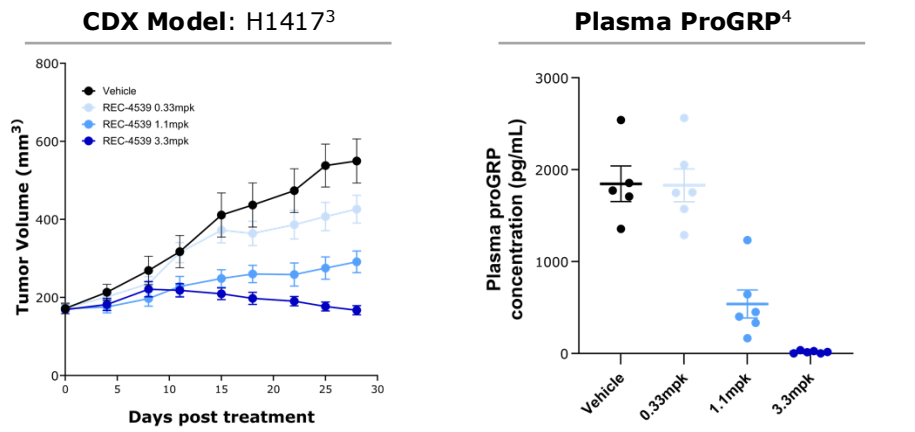 CDX Model: H1417³
Tumor Volume (mm³)
800
600
400
200
0
Vehicle
REC-4539 0.33mpk
REC-4539 1.1mpk
REC-4539 3.3mpk
0 5 10 15 20 25 30
Days post treatment
Plasma ProGRP⁴
Plasma proGRP
concentration (pg/mL)
3000
2000
1000
0
Vehicle
0.33mpk
1.1mpk
3.3mpk